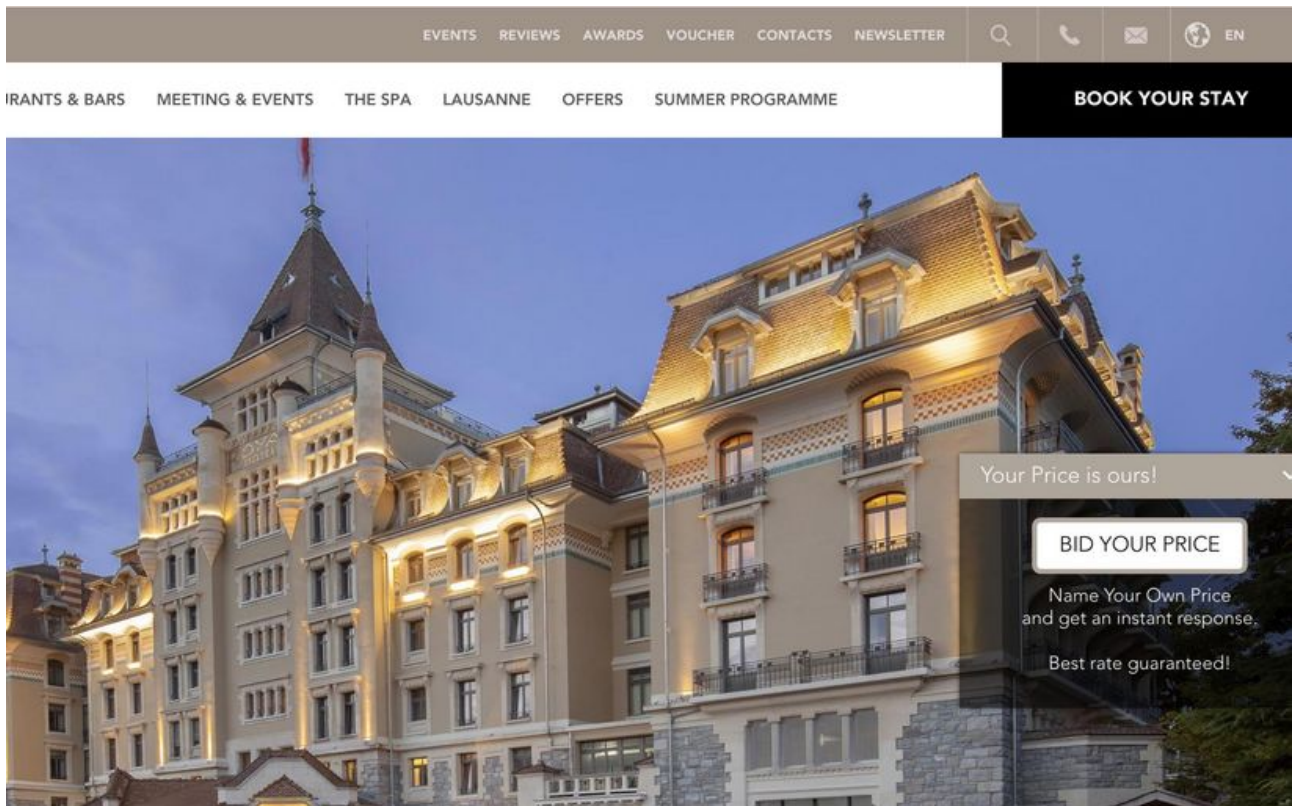 EVENTS REVIEWS AWARDS VOUCHER CONTACTS NEWSLETTER EN
RANTS & BARS MEETING & EVENTS THE SPA LAUSANNE OFFERS SUMMER PROGRAMME BOOK YOUR STAY
Your Price is ours!
BID YOUR PRICE
Name Your Own Price
and get an instant response.
Best rate guaranteed!